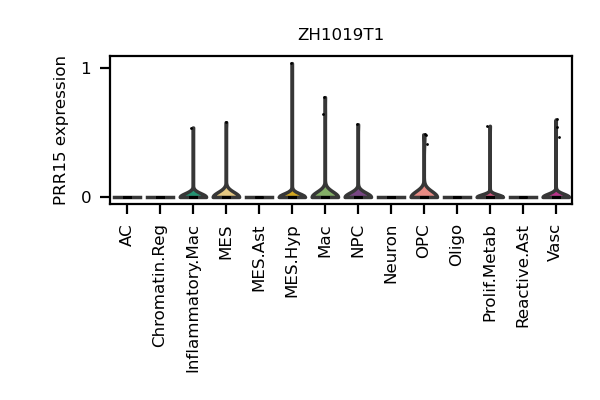 ZH1019T1
PRR15 expression
1
0
AC
Chromatin.Reg
Inflammatory.Mac
MES
MES.Ast
MES.Hyp
Mac
NPC
Neuron
OPC
Oligo
Prolif.Metab
Reactive.Ast
Vasc